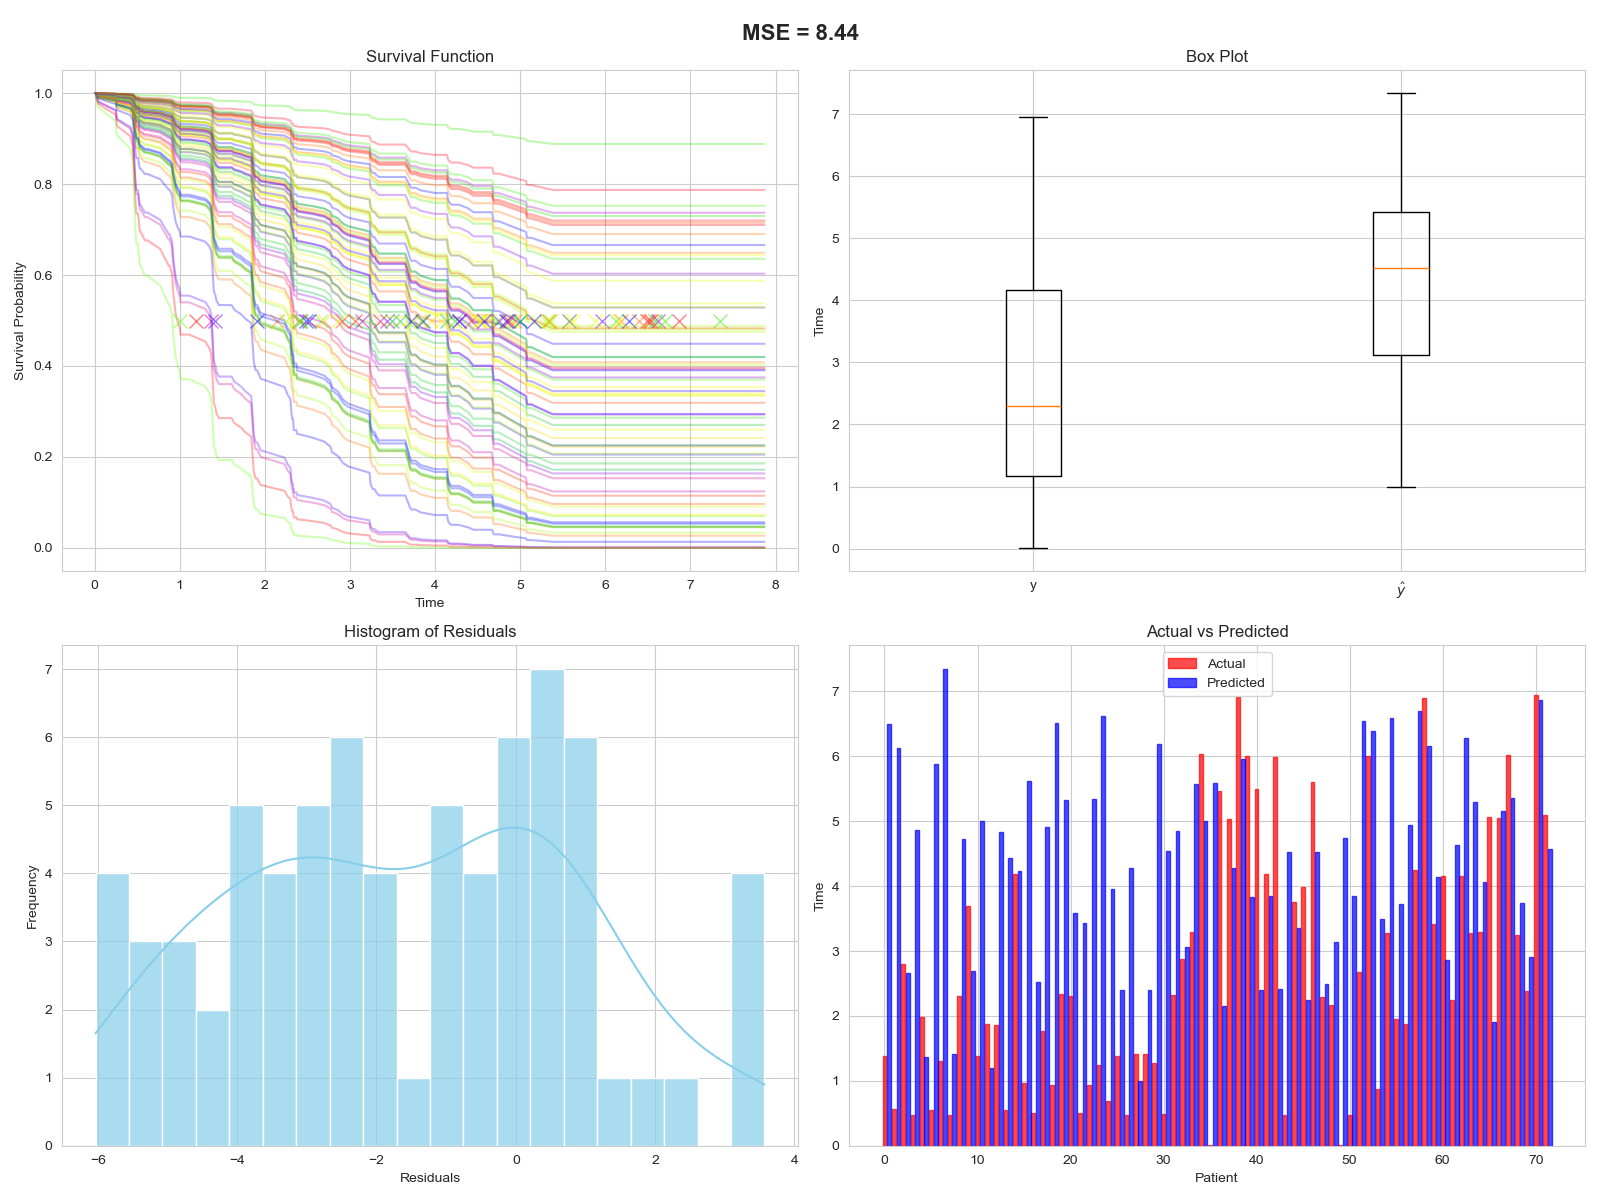 MSE = 8.44
Survival Function
Survival Probability
1.0
0.8
0.6
0.4
0.2
0.0
0 1 2 3 4 5 6 7 8
Time
Box Plot
Time
7
6
5
4
3
2
1
0
y ŷ
Histogram of Residuals
Frequency
7
6
5
4
3
2
1
0
−6 −4 −2 0 2 4
Residuals
Actual vs Predicted
Actual
Predicted
Time
7
6
5
4
3
2
1
0
0 10 20 30 40 50 60 70
Patient